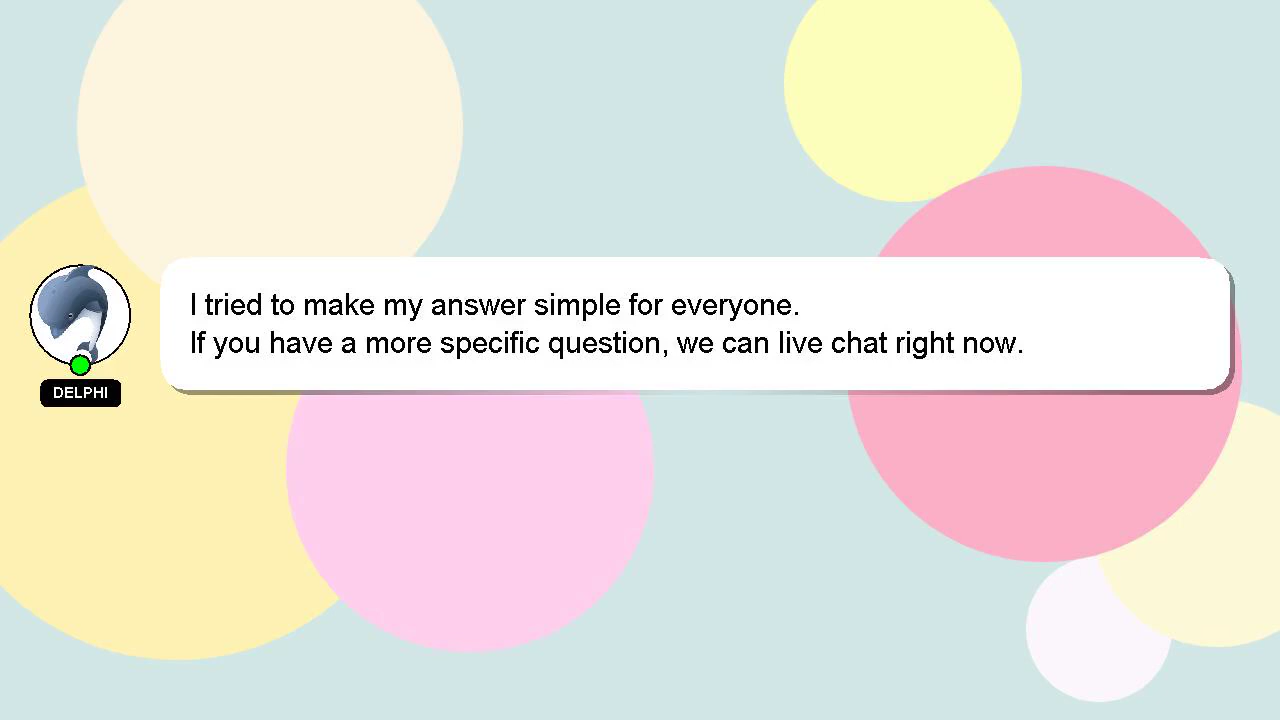 I tried to make my answer simple for everyone.
If you have a more specific question, we can live chat right now.
DELPHI